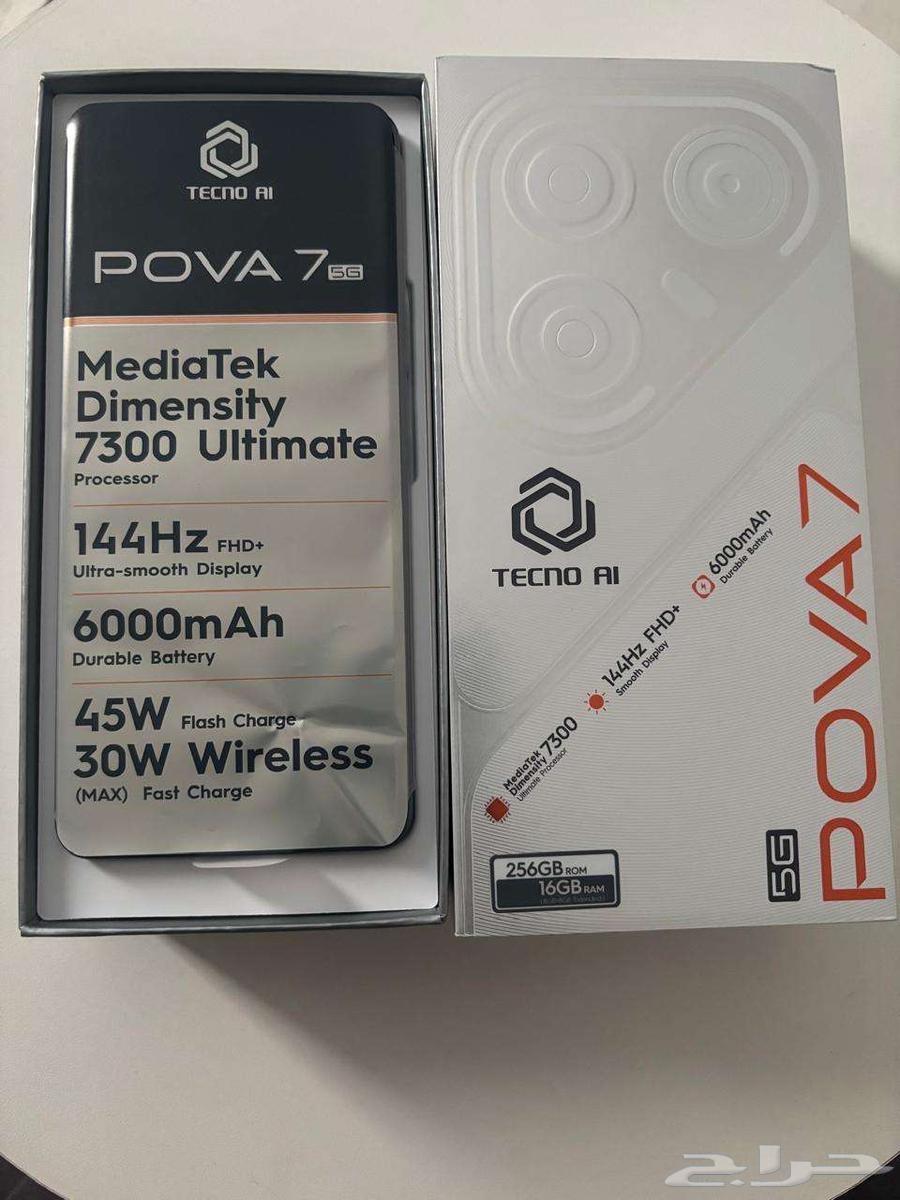 TECNO AI
POVA 7 5G
MediaTek
Dimensity
7300 Ultimate
Processor
144Hz FHD+
Ultra-smooth Display
6000mAh
Durable Battery
45W Flash Charge
30W Wireless
(MAX) Fast Charge
TECNO AI
MediaTek
Dimensity 7300
Ultimate Processor
144Hz FHD+
Smooth Display
6000mAh
Durable Battery
256GB ROM
16GB RAM
5G
POVA 7
حراج